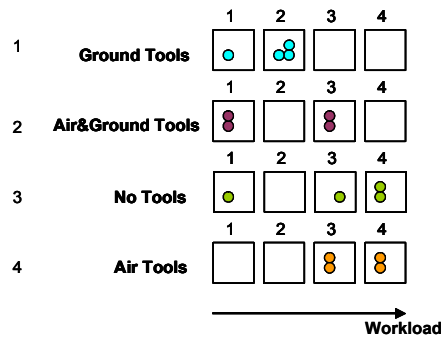 1 2 3 4
1 Ground Tools
1 2 3 4
2 Air&Ground Tools
1 2 3 4
3 No Tools
1 2 3 4
4 Air Tools
Workload